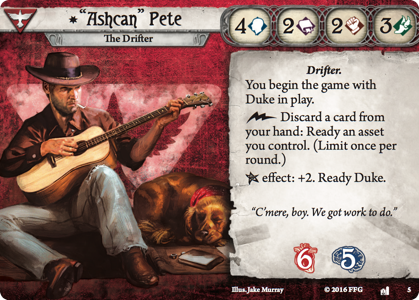 "Ashcan" Pete
4 2 2 3
The Drifter
Drifter.
You begin the game with
Duke in play.
Discard a card from
your hand: Ready an asset
you control. (Limit once per
round.)
effect: +2. Ready Duke.
"C'mere, boy. We got work to do."
6 5
Illus. Jake Murray © 2016 FFG 5